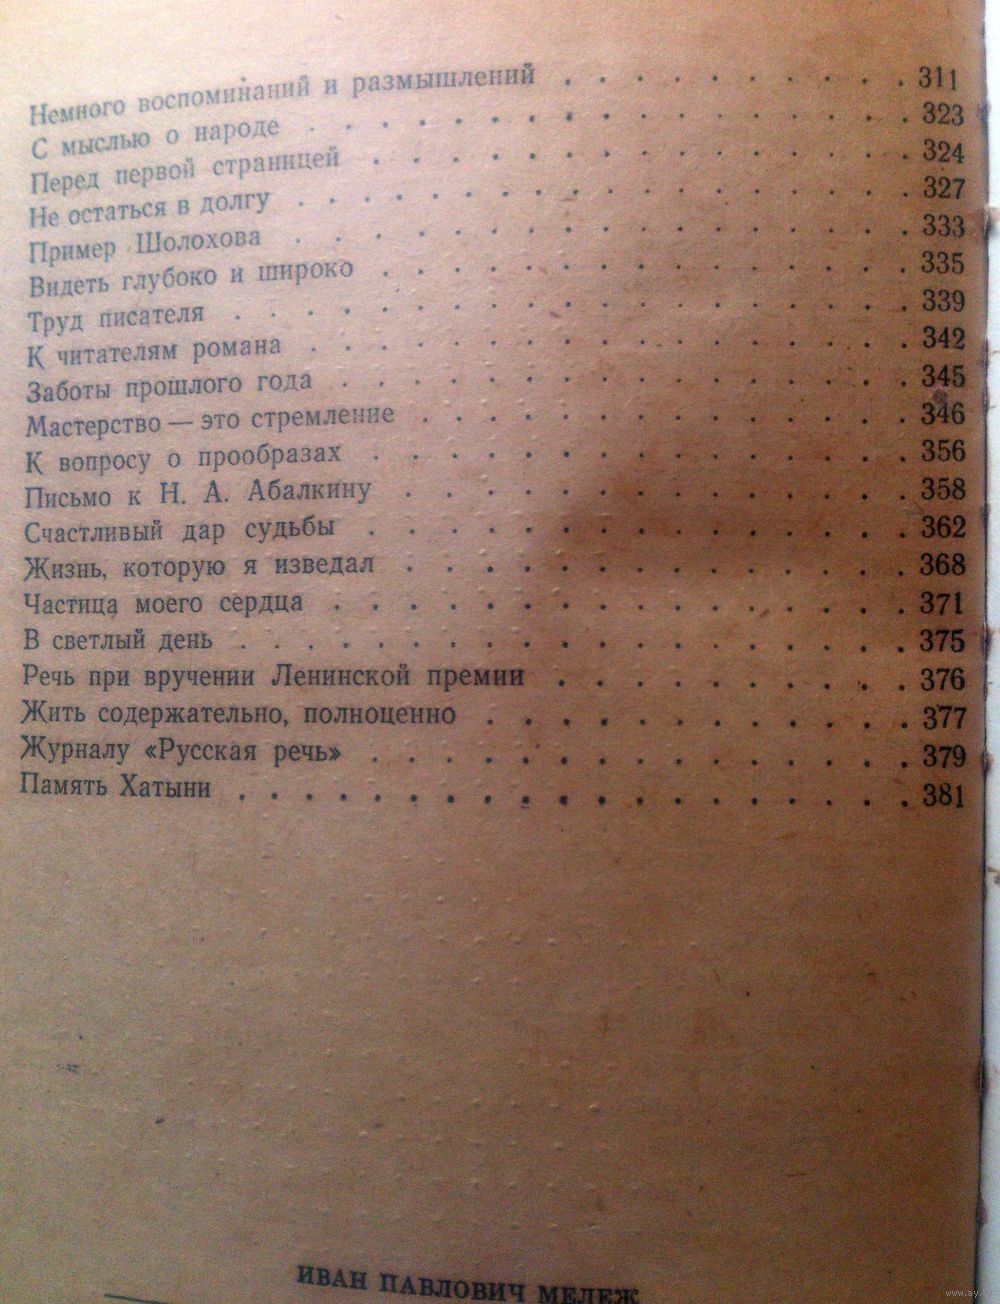 Немного воспоминаний и размышлений . . . . . . . . . . 311
С мыслью о народе . . . . . . . . . . . . . . . . . . 323
Перед первой страницей . . . . . . . . . . . . . . . . 324
Не остаться в долгу . . . . . . . . . . . . . . . . . . 327
Пример Шолохова . . . . . . . . . . . . . . . . . . 333
Видеть глубоко и широко . . . . . . . . . . . . . . . . 335
Труд писателя . . . . . . . . . . . . . . . . . . . . 339
К читателям романа . . . . . . . . . . . . . . . . . . 342
Заботы прошлого года . . . . . . . . . . . . . . . . . 345
Мастерство — это стремление . . . . . . . . . . . . . . 346
К вопросу о прообразах . . . . . . . . . . . . . . . . 356
Письмо к Н. А. Абалкину . . . . . . . . . . . . . . . 358
Счастливый дар судьбы . . . . . . . . . . . . . . . . 362
Жизнь, которую я изведал . . . . . . . . . . . . . . . 368
Частица моего сердца . . . . . . . . . . . . . . . . . 371
В светлый день . . . . . . . . . . . . . . . . . . . . 375
Речь при вручении Ленинской премии . . . . . . . . . . 376
Жить содержательно, полноценно . . . . . . . . . . . . 377
Журналу «Русская речь» . . . . . . . . . . . . . . . . 379
Память Хатыни . . . . . . . . . . . . . . . . . . . . 381
ИВАН ПАВЛОВИЧ МЕЛЕЖ